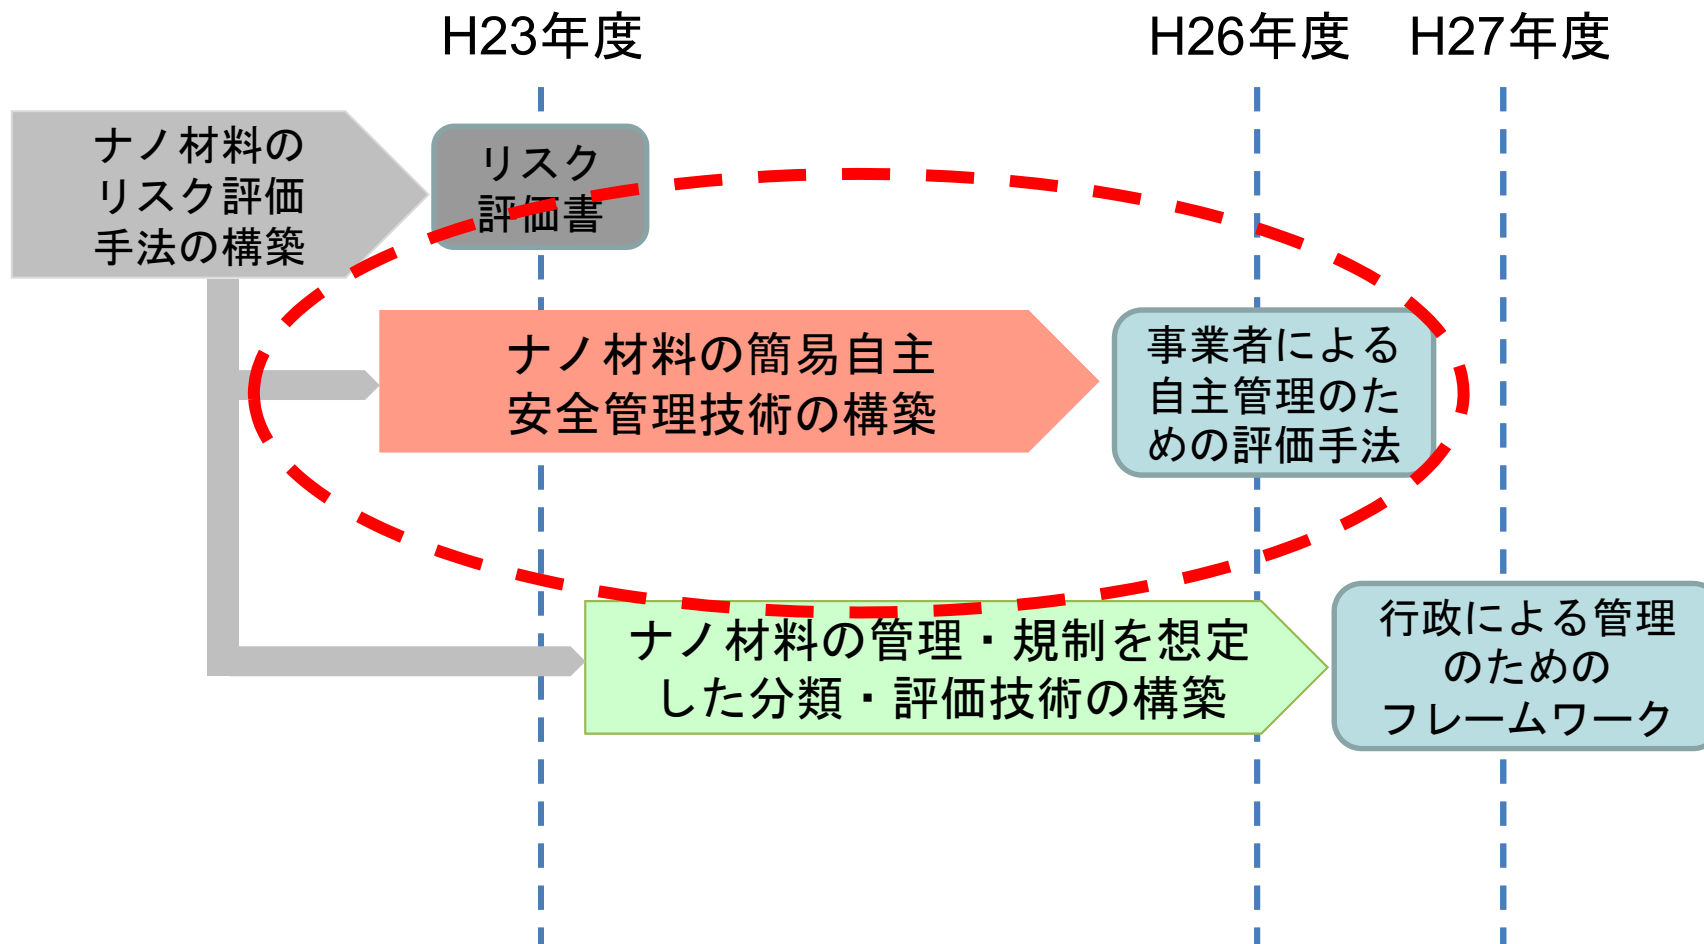 H23年度
H26年度
H27年度
ナノ材料の
リスク評価
手法の構築
リスク
評価書
ナノ材料の簡易自主
安全管理技術の構築
事業者による
自主管理のた
めの評価手法
ナノ材料の管理・規制を想定
した分類・評価技術の構築
行政による管理
のための
フレームワーク